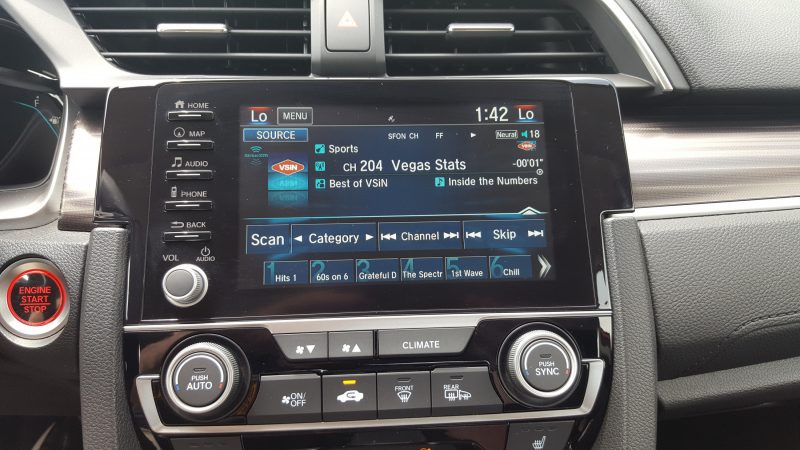 HOME
MAP
AUDIO
PHONE
BACK
VOL
AUDIO
Lo MENU 1:42 Lo
SOURCE SFON CH FF Neural 18
SiriusXM Sports VSiN
VSiN CH 204 Vegas Stats -00'01"
Best of VSiN Inside the Numbers
Scan Category Channel Skip
1 Hits 1
2 60s on 6
3 Grateful D
4 The Spectr
5 1st Wave
6 Chill
ENGINE
START
STOP
F
CLIMATE
PUSH
AUTO
ON/
OFF
FRONT
REAR
PUSH
SYNC